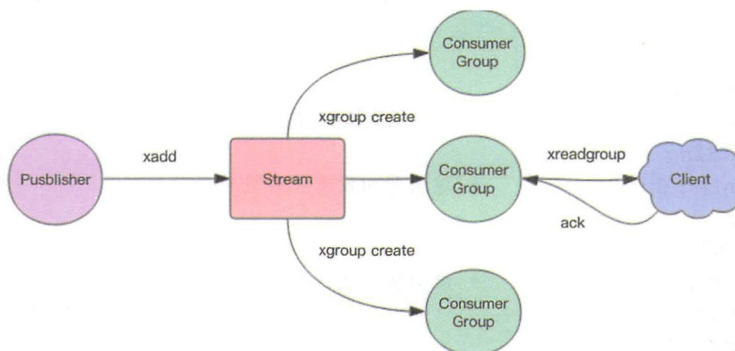 Consumer
Group
xgroup create
xadd
xreadgroup
Pusblisher
Stream
Consumer
Group
Client
ack
xgroup create
Consumer
Group